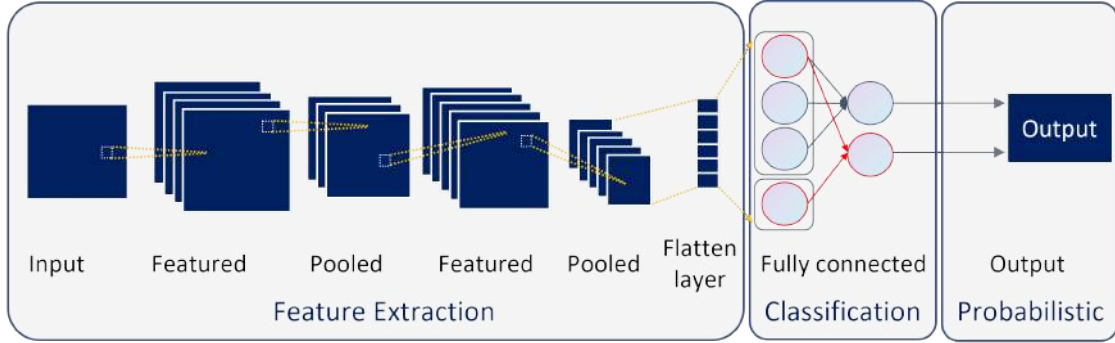 Output
Input
Featured
Pooled
Featured
Pooled
Flatten
layer
Fully connected
Output
Feature Extraction
Classification
Probabilistic